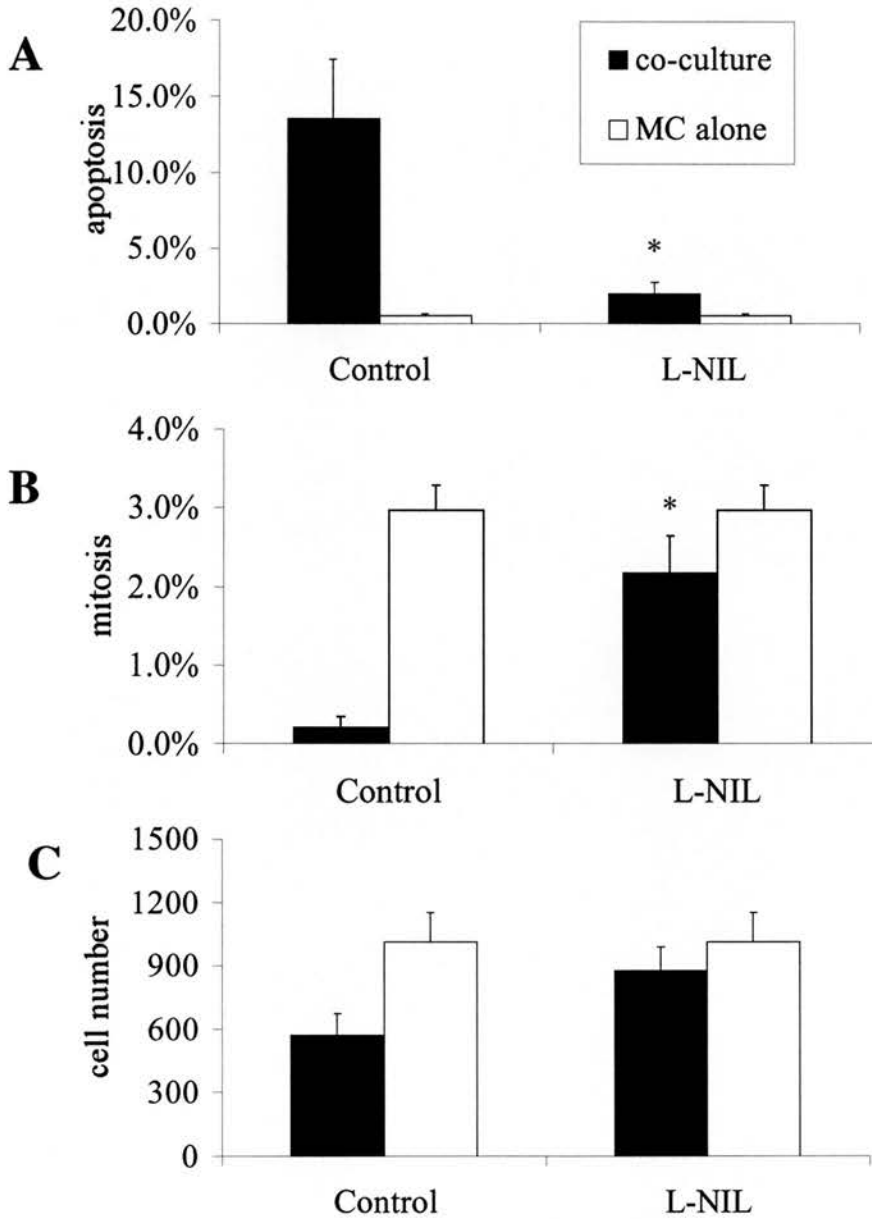 A
apoptosis
20.0%
15.0%
10.0%
5.0%
0.0%
co-culture
MC alone
*
Control L-NIL
B
mitosis
4.0%
3.0%
2.0%
1.0%
0.0%
*
Control L-NIL
C
cell number
1500
1200
900
600
300
0
Control L-NIL